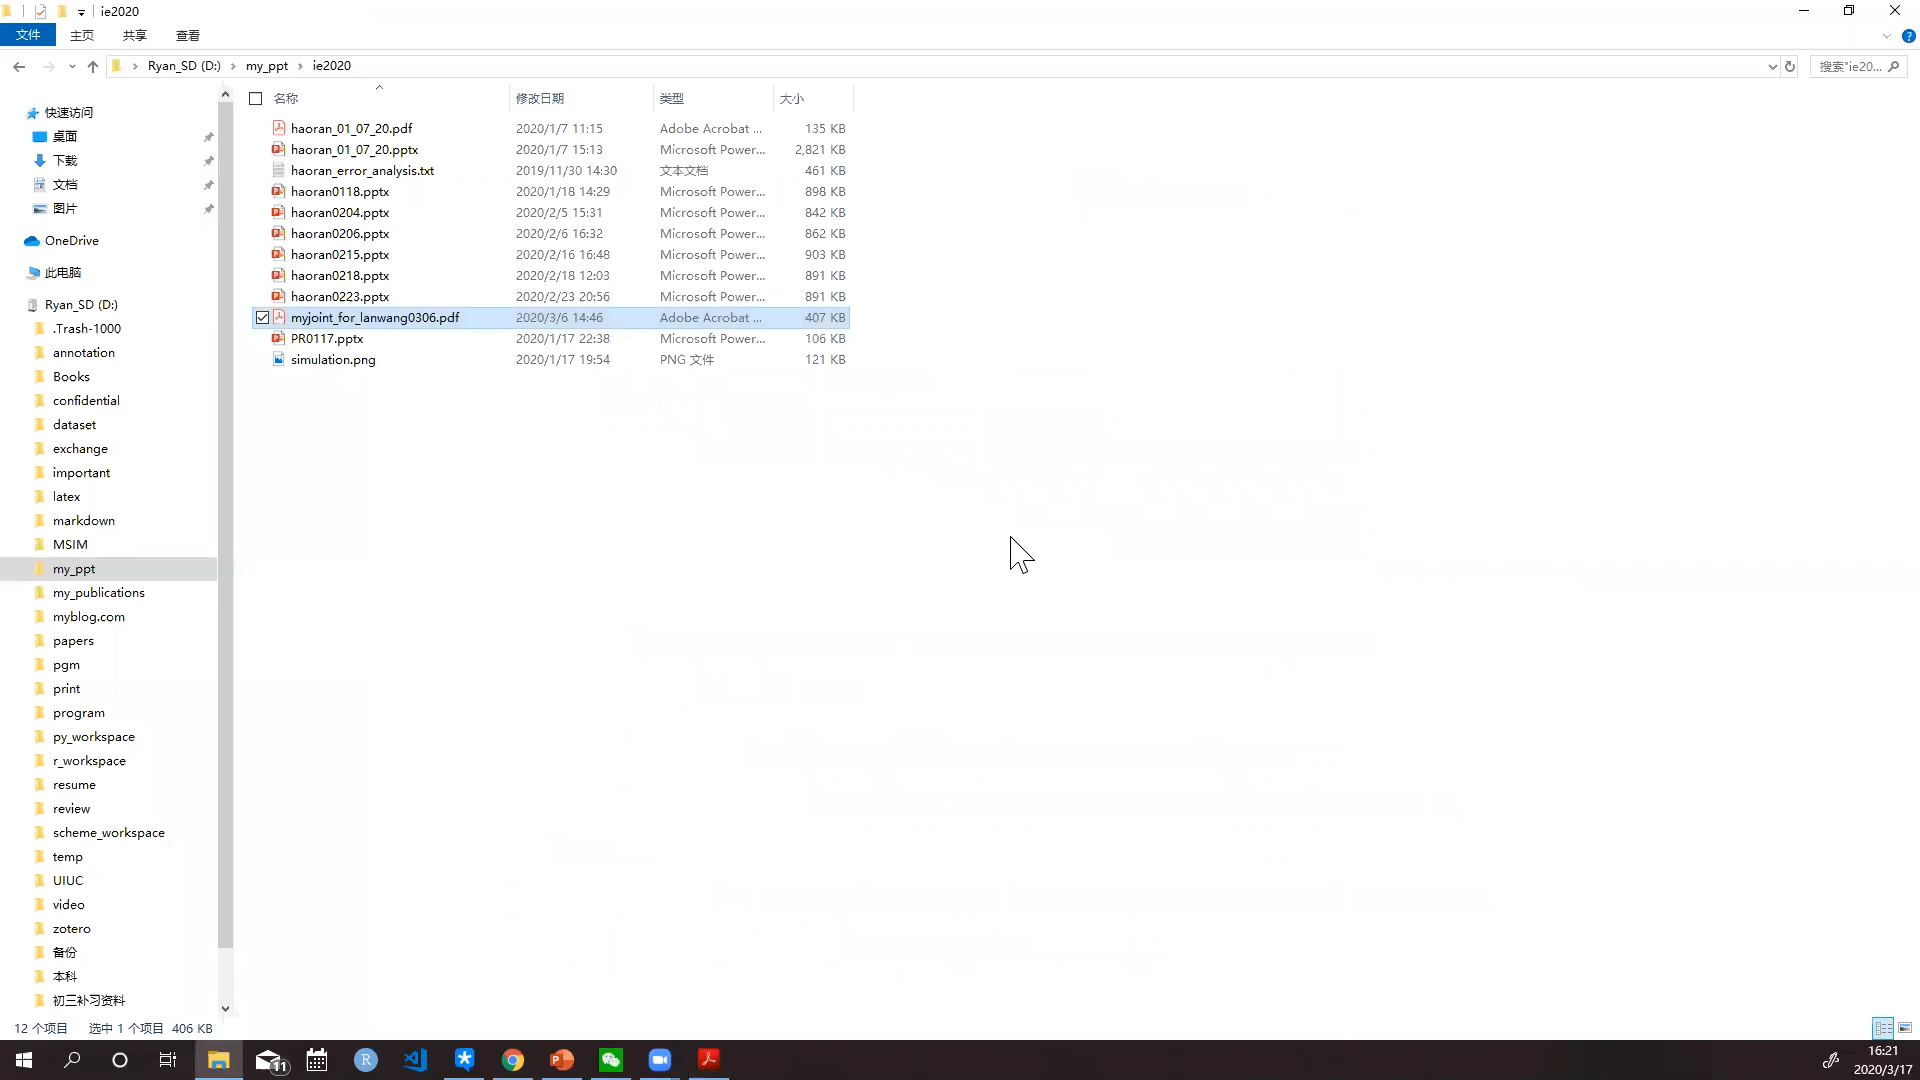 ie2020
文件 主页 共享 查看
Ryan_SD (D:) my_ppt ie2020 搜索"ie20...
名称 修改日期 类型 大小
haoran_01_07_20.pdf 2020/1/7 11:15 Adobe Acrobat ... 135 KB
haoran_01_07_20.pptx 2020/1/7 15:13 Microsoft Power... 2,821 KB
haoran_error_analysis.txt 2019/11/30 14:30 文本文档 461 KB
haoran0118.pptx 2020/1/18 14:29 Microsoft Power... 898 KB
haoran0204.pptx 2020/2/5 15:31 Microsoft Power... 842 KB
haoran0206.pptx 2020/2/6 16:32 Microsoft Power... 862 KB
haoran0215.pptx 2020/2/16 16:48 Microsoft Power... 903 KB
haoran0218.pptx 2020/2/18 12:03 Microsoft Power... 891 KB
haoran0223.pptx 2020/2/23 20:56 Microsoft Power... 891 KB
myjoint_for_lanwang0306.pdf 2020/3/6 14:46 Adobe Acrobat ... 407 KB
PR0117.pptx 2020/1/17 22:38 Microsoft Power... 106 KB
simulation.png 2020/1/17 19:54 PNG 文件 121 KB
快速访问
桌面
下载
文档
图片
OneDrive
此电脑
Ryan_SD (D:)
.Trash-1000
annotation
Books
confidential
dataset
exchange
important
latex
markdown
MSIM
my_ppt
my_publications
myblog.com
papers
pgm
print
program
py_workspace
r_workspace
resume
review
scheme_workspace
temp
UIUC
video
zotero
备份
本科
初三补习资料
12 个项目 选中 1 个项目 406 KB
11
16:21
2020/3/17